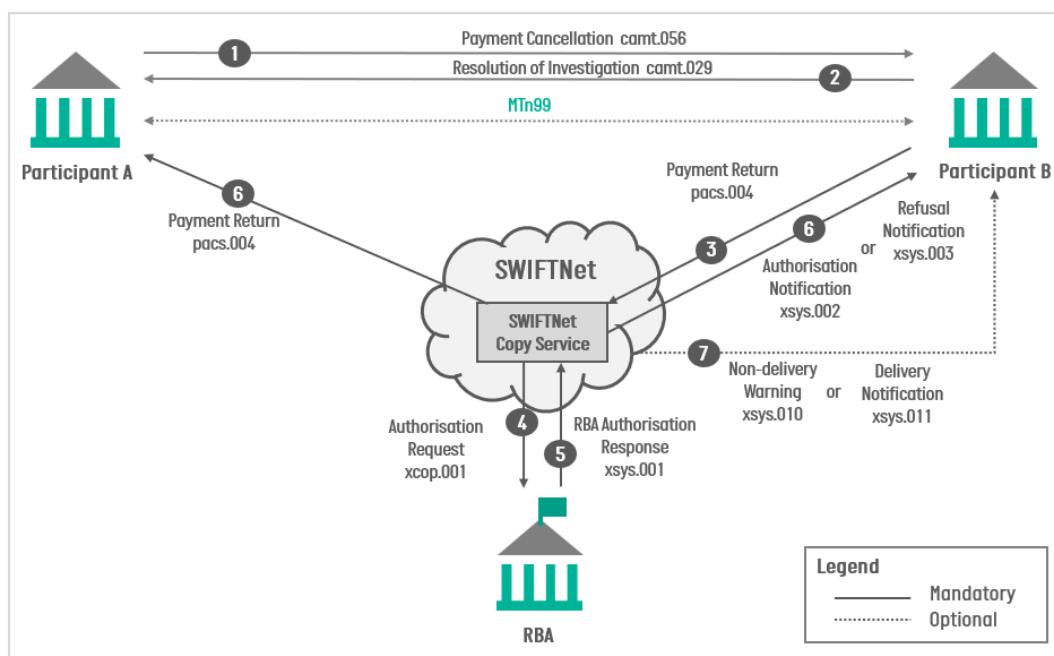 Payment Cancellation camt.056
1
Resolution of Investigation camt.029
2
MTn99
Participant A
Participant B
6
Payment Return
pacs.004
Payment Return
pacs.004
3
6
Authorisation
Notification
xsys.002
or
Refusal
Notification
xsys.003
SWIFTNet
SWIFTNet
Copy Service
7
Non-delivery
Warning
xsys.010
or
Delivery
Notification
xsys.011
Authorisation
Request
xcop.001
4
5
RBA Authorisation
Response
xsys.001
RBA
Legend
Mandatory
Optional